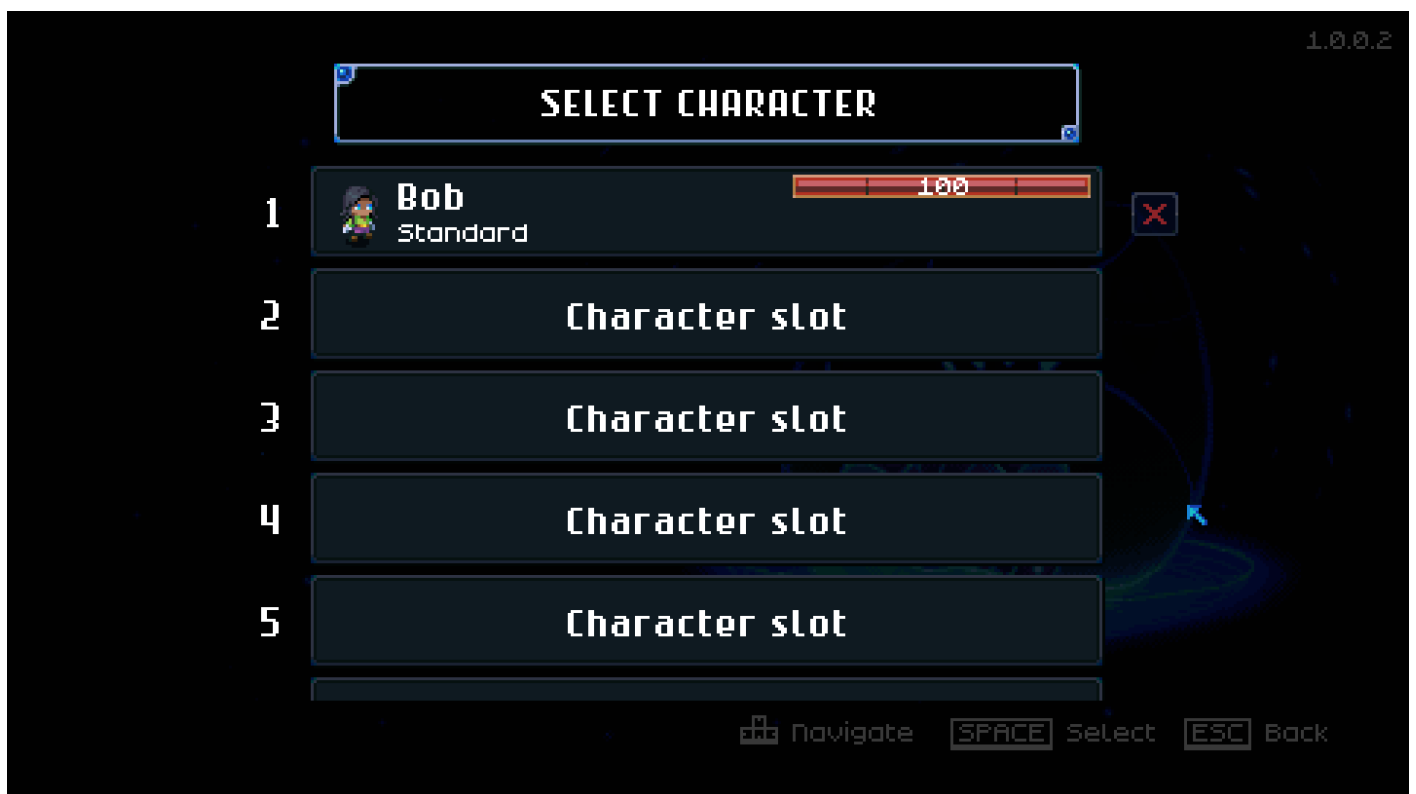 1.0.0.2
SELECT CHARACTER
1
Bob
Standard
100
2
Character slot
3
Character slot
4
Character slot
5
Character slot
Navigate SPACE Select ESC Back